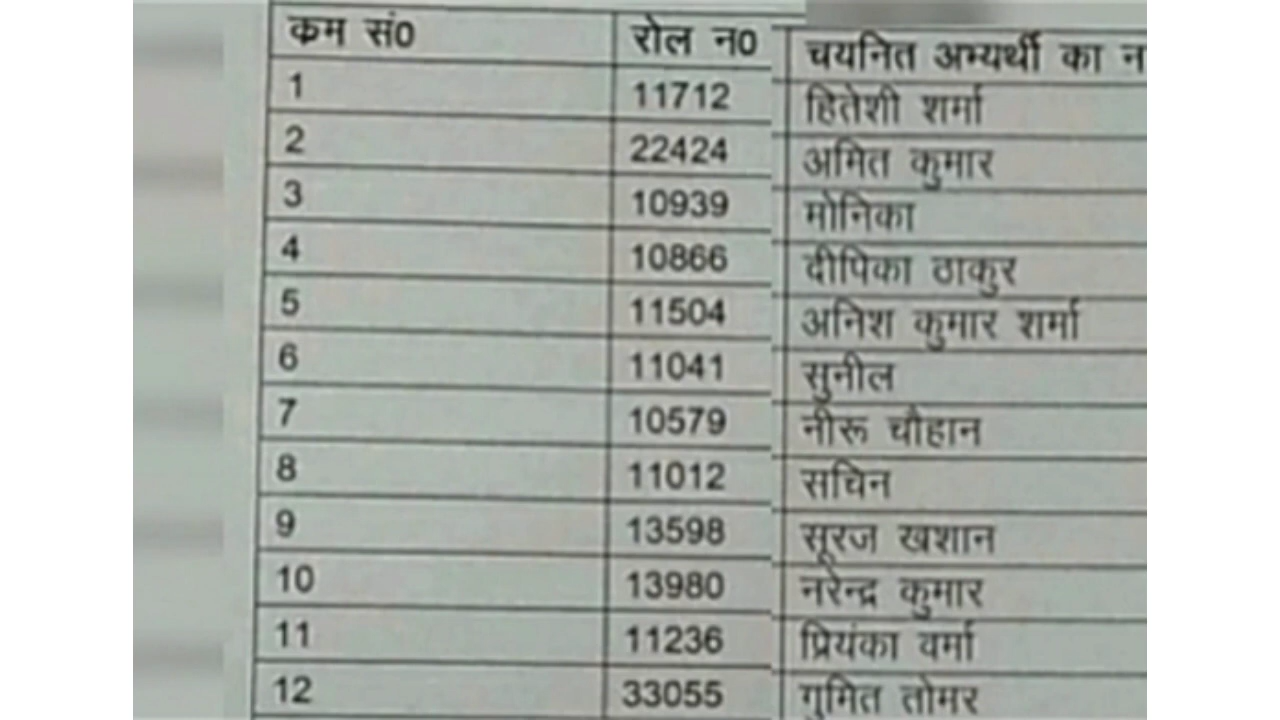 कम सं0 रोल न0 चयनित अभ्यर्थी का न
1 11712 हितेशी शर्मा
2 22424 अमित कुमार
3 10939 मोनिका
4 10866 दीपिका ठाकुर
5 11504 अनिश कुमार शर्मा
6 11041 सुनील
7 10579 नीरू चौहान
8 11012 सचिन
9 13598 सूरज खशान
10 13980 नरेन्द्र कुमार
11 11236 प्रियंका वर्मा
12 33055 गुमित तोमर